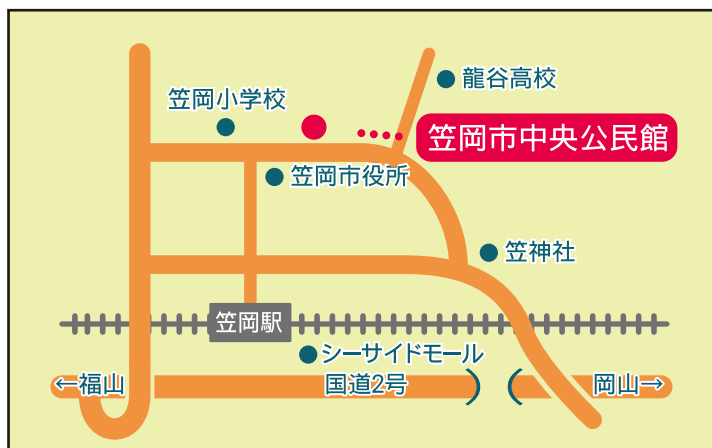 龍谷高校
笠岡小学校
笠岡市中央公民館
笠岡市役所
笠神社
笠岡駅
シーサイドモール
←福山
国道2号
岡山→